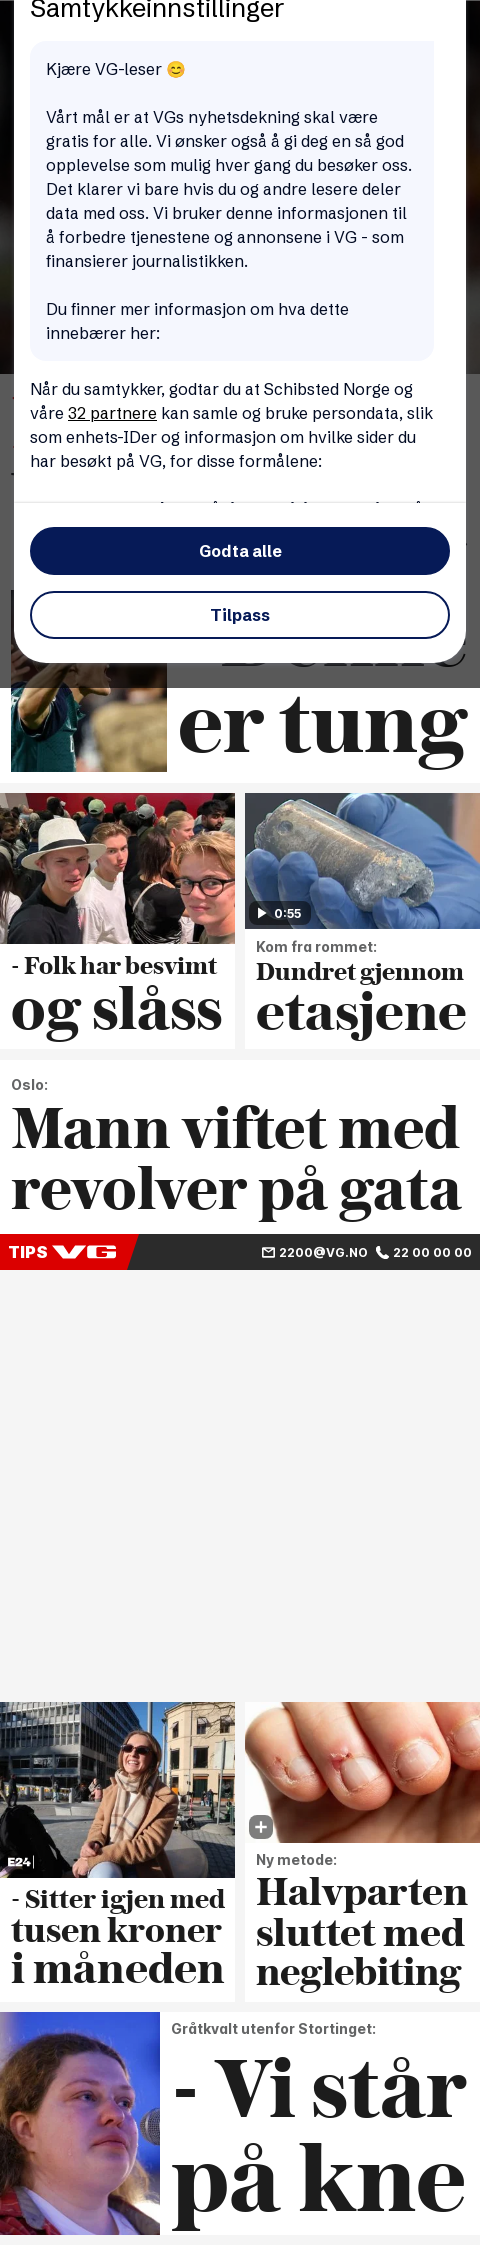 Samtykkeinnstillinger
Kjære VG-leser 😊
Vårt mål er at VGs nyhetsdekning skal være
gratis for alle. Vi ønsker også å gi deg en så god
opplevelse som mulig hver gang du besøker oss.
Det klarer vi bare hvis du og andre lesere deler
data med oss. Vi bruker denne informasjonen til
å forbedre tjenestene og annonsene i VG - som
finansierer journalistikken.
Du finner mer informasjon om hva dette
innebærer her:
Når du samtykker, godtar du at Schibsted Norge og
våre 32 partnere kan samle og bruke persondata, slik
som enhets-IDer og informasjon om hvilke sider du
har besøkt på VG, for disse formålene:
Godta alle
Tilpass
er tung
0:55
- Folk har besvimt
og slåss
Kom fra rommet:
Dundret gjennom
etasjene
Oslo:
Mann viftet med
revolver på gata
TIPS VG 2200@VG.NO 22 00 00 00
E24
- Sitter igjen med
tusen kroner
i måneden
Ny metode:
Halvparten
sluttet med
neglebiting
Gråtkvalt utenfor Stortinget:
- Vi står
på kne